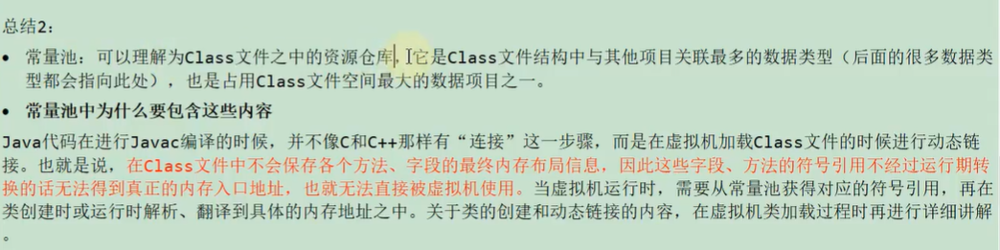 总结2：
• 常量池：可以理解为Class文件之中的资源仓库，它是Class文件结构中与其他项目关联最多的数据类型（后面的很多数据类
型都会指向此处），也是占用Class文件空间最大的数据项目之一。
• 常量池中为什么要包含这些内容
Java代码在进行Javac编译的时候，并不像C和C++那样有“连接”这一步骤，而是在虚拟机加载Class文件的时候进行动态链
接。也就是说，在Class文件中不会保存各个方法、字段的最终内存布局信息，因此这些字段、方法的符号引用不经过运行期转
换的话无法得到真正的内存入口地址，也就无法直接被虚拟机使用。当虚拟机运行时，需要从常量池获得对应的符号引用，再在
类创建时或运行时解析、翻译到具体的内存地址之中。关于类的创建和动态链接的内容，在虚拟机类加载过程时再进行详细讲解
。